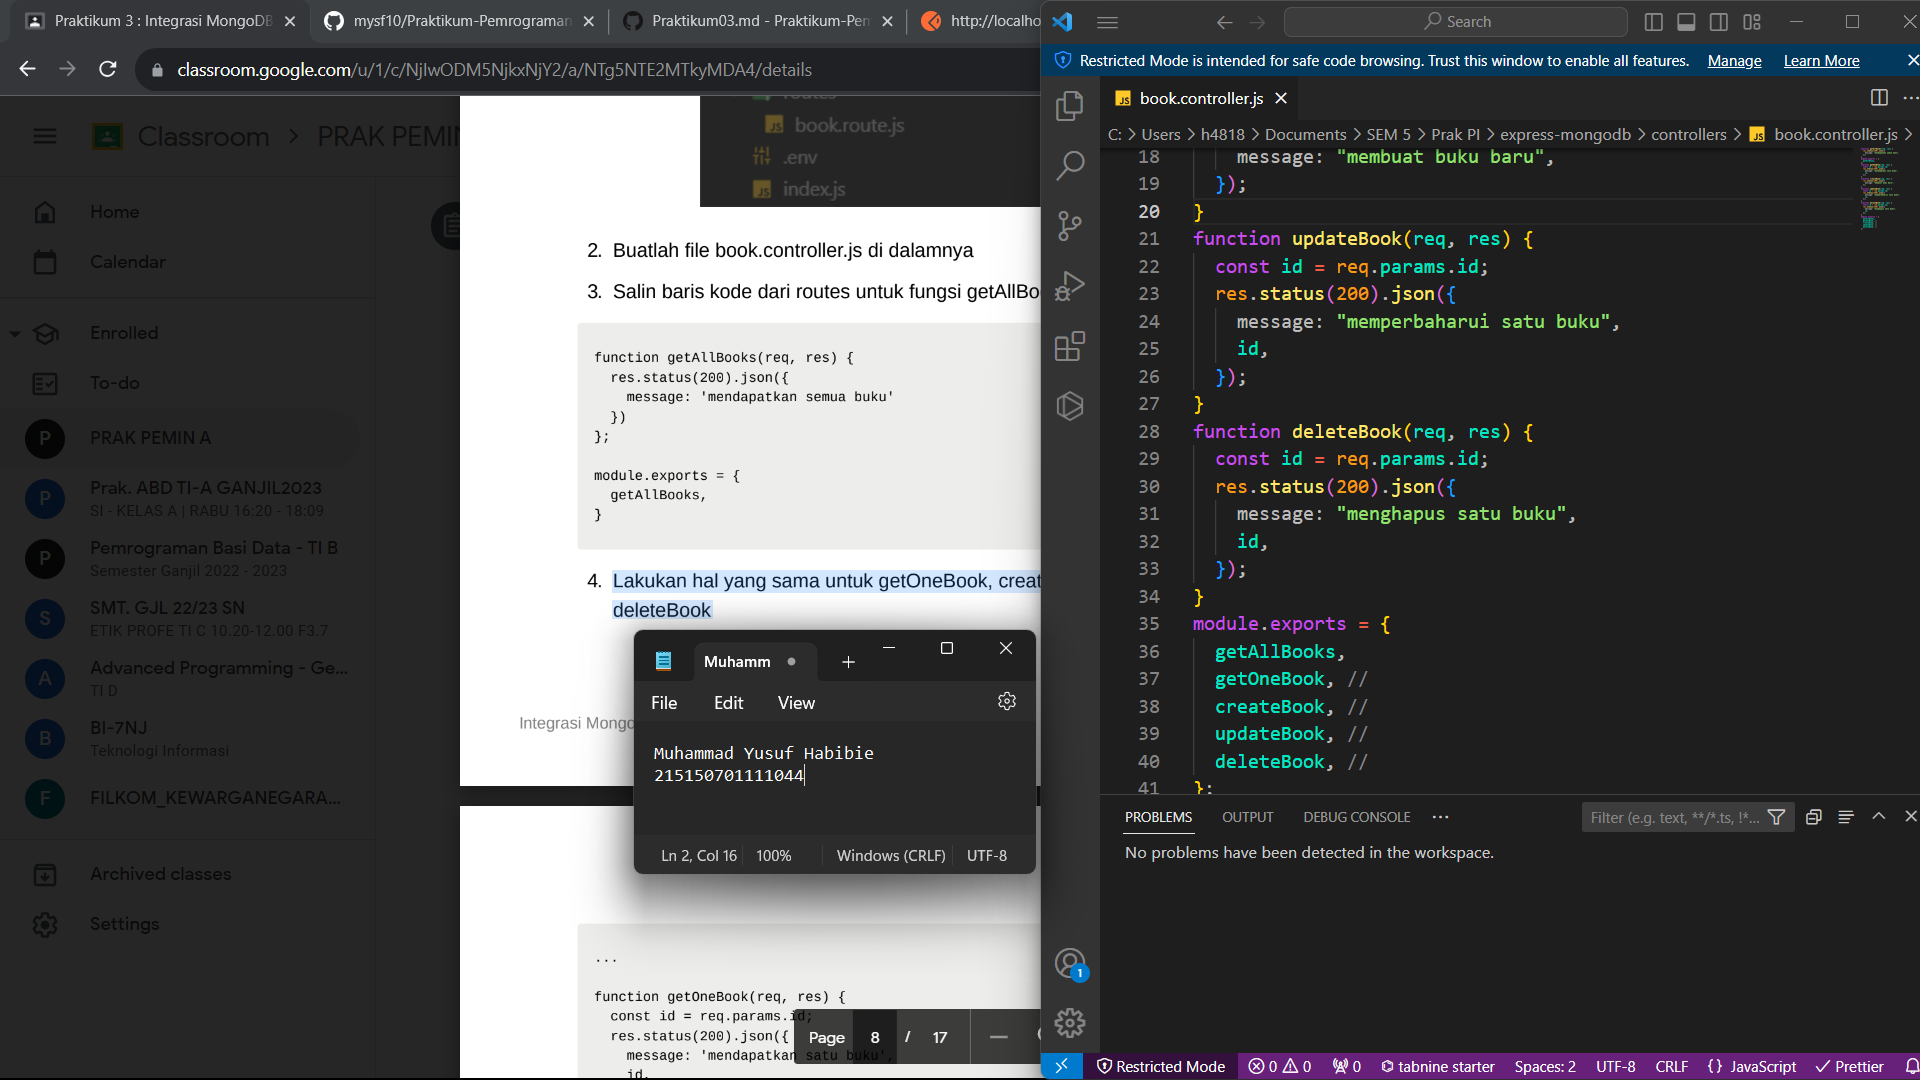 Praktikum 3 : Integrasi MongoDB
mysf10/Praktikum-Pemrograman
Praktikum03.md - Praktikum-Pem
http://localho
classroom.google.com/u/1/c/NjIwODM5NjkxNjY2/a/NTg5NTE2MTkyMDA4/details
Classroom > PRAK PEMIN
Home
Calendar
Enrolled
To-do
P
PRAK PEMIN A
P
Prak. ABD TI-A GANJIL2023
SI - KELAS A | RABU 16:20 - 18:09
P
Pemrograman Basi Data - TI B
Semester Ganjil 2022 - 2023
S
SMT. GJL 22/23 SN
ETIK PROFE TI C 10.20-12.00 F3.7
A
Advanced Programming - Ge...
TI D
B
BI-7NJ
Teknologi Informasi
F
FILKOM_KEWARGANEGARA...
Archived classes
Settings
routes
book.route.js
.env
index.js
2. Buatlah file book.controller.js di dalamnya
3. Salin baris kode dari routes untuk fungsi getAllBo
function getAllBooks(req, res) {
res.status(200).json({
message: 'mendapatkan semua buku'
})
};
module.exports = {
getAllBooks,
}
4. Lakukan hal yang sama untuk getOneBook, creat
deleteBook
Integrasi Mongo
Muhamm
File Edit View
Muhammad Yusuf Habibie
215150701111044
Ln 2, Col 16 100% Windows (CRLF) UTF-8
...
function getOneBook(req, res) {
const id = req.params.id;
res.status(200).json({
message: 'mendapatkan satu buku',
id,
Page 8 / 17
Search
Restricted Mode is intended for safe code browsing. Trust this window to enable all features. Manage Learn More
JS book.controller.js
C: > Users > h4818 > Documents > SEM 5 > Prak PI > express-mongodb > controllers > JS book.controller.js >
18 message: "membuat buku baru",
19 });
20 }
21 function updateBook(req, res) {
22 const id = req.params.id;
23 res.status(200).json({
24 message: "memperbaharui satu buku",
25 id,
26 });
27 }
28 function deleteBook(req, res) {
29 const id = req.params.id;
30 res.status(200).json({
31 message: "menghapus satu buku",
32 id,
33 });
34 }
35 module.exports = {
36 getAllBooks,
37 getOneBook, //
38 createBook, //
39 updateBook, //
40 deleteBook, //
41 };
PROBLEMS OUTPUT DEBUG CONSOLE ...
Filter (e.g. text, **/*.ts, !*...
No problems have been detected in the workspace.
1
Restricted Mode 0 0 0 tabnine starter Spaces: 2 UTF-8 CRLF {} JavaScript Prettier